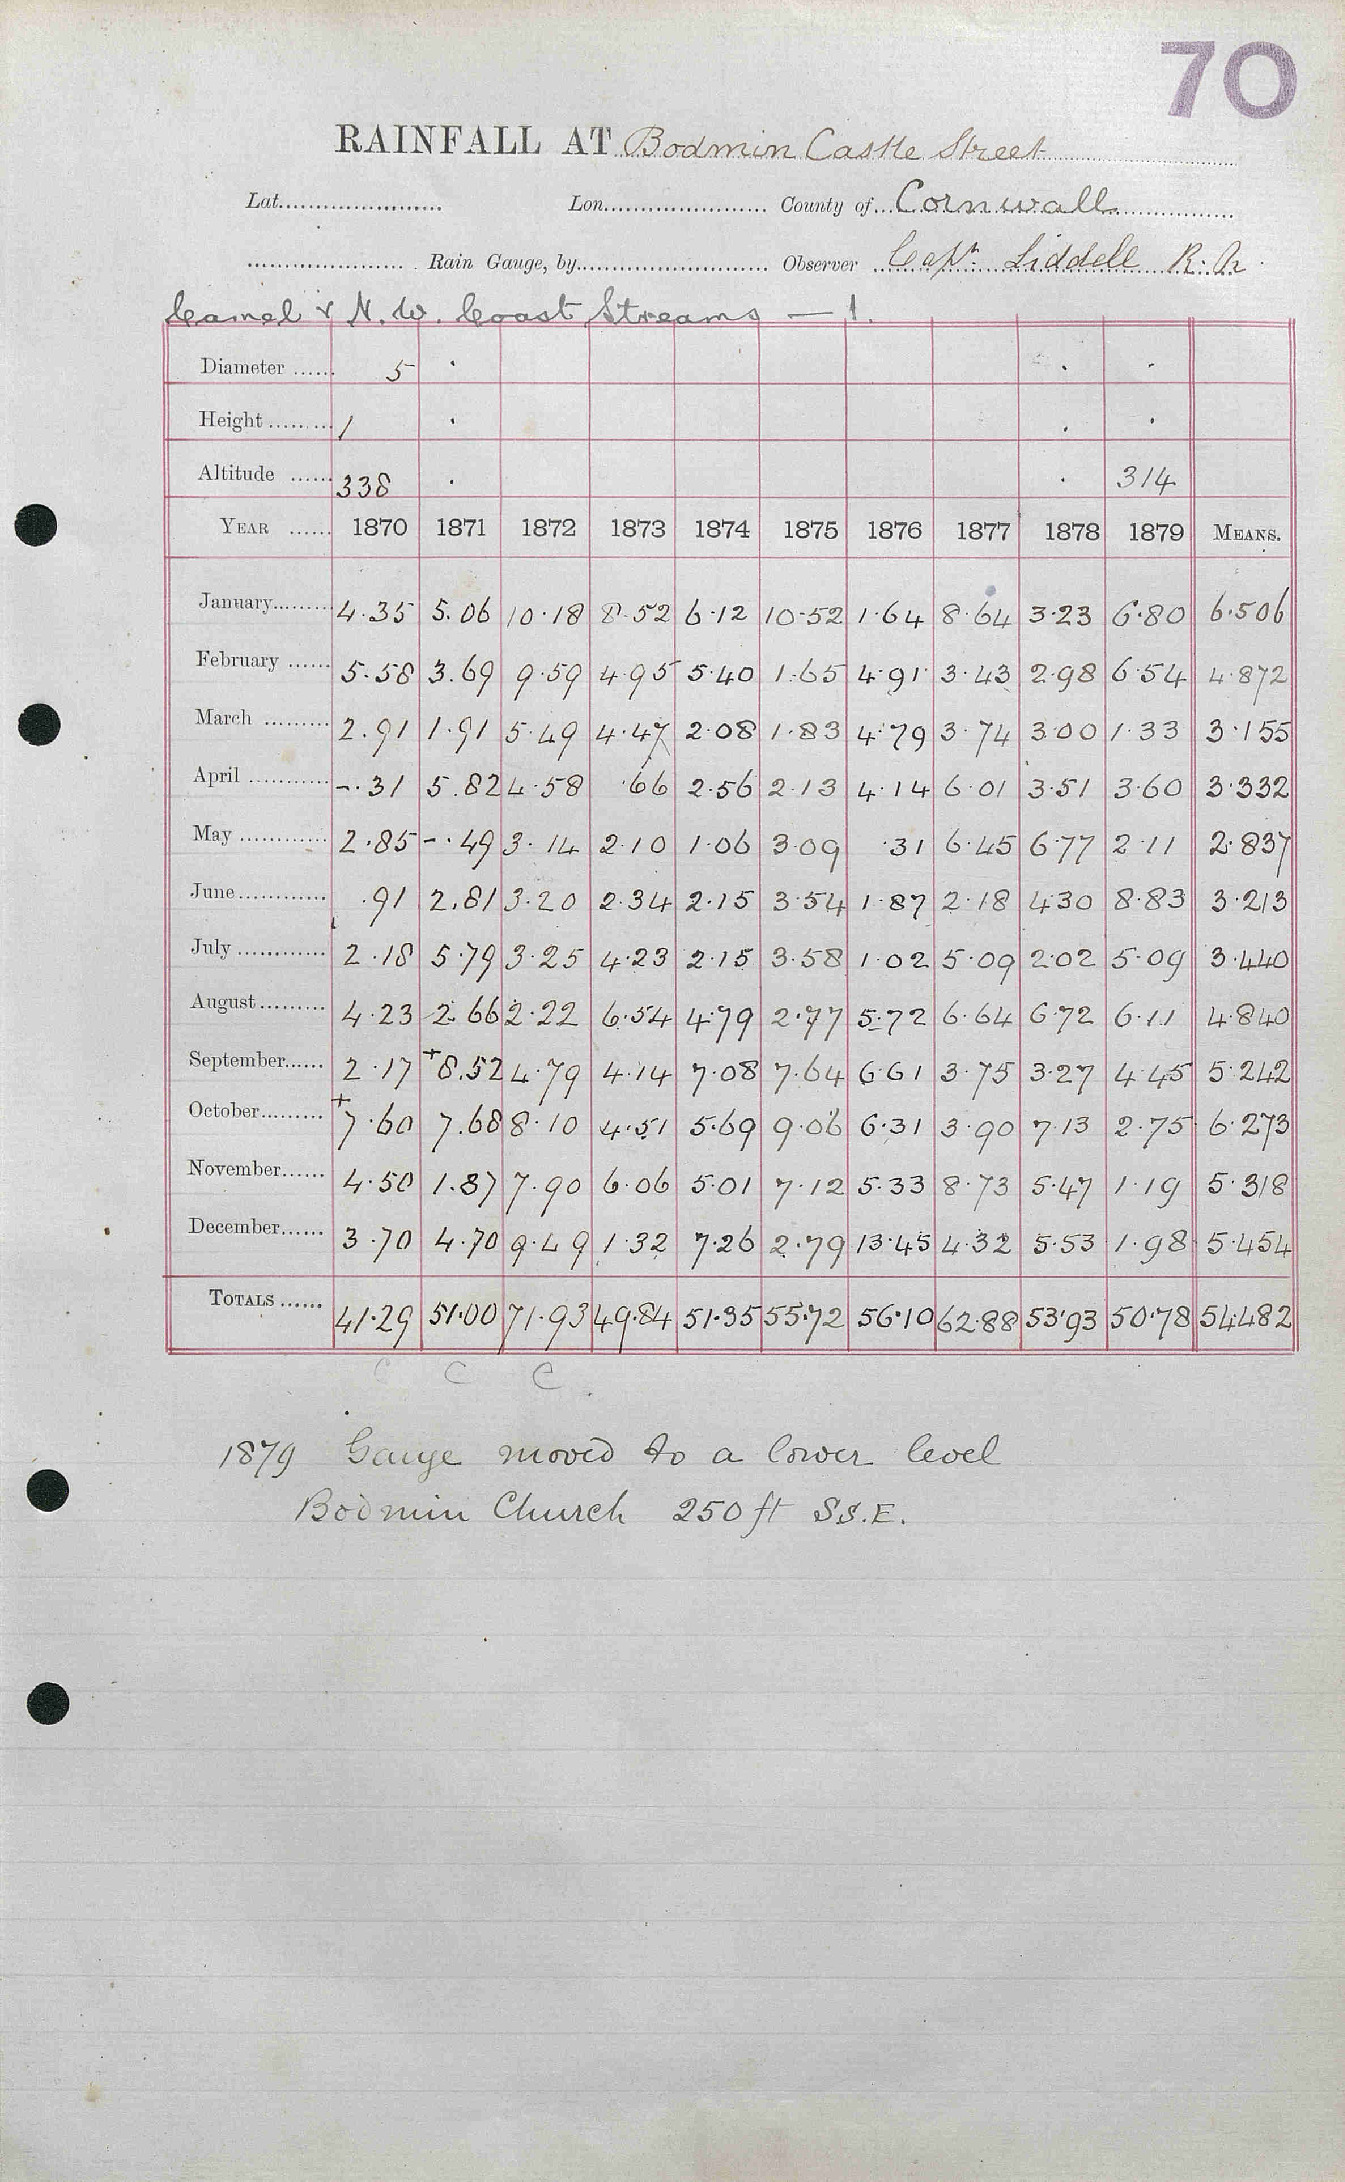 70
RAINFALL AT Bodmin Castle Street
Lat. Lon. County of Cornwall
Rain Gauge, by Observer Capt. Liddell R. N.
Camel & N. W. Coast Streams — 1.
Diameter 5
Height 1
Altitude 338 314
YEAR 1870 1871 1872 1873 1874 1875 1876 1877 1878 1879 MEANS.
January 4.35 5.06 10.18 8.52 6.12 10.52 1.64 8.64 3.23 6.80 6.506
February 5.58 3.69 9.59 4.95 5.40 1.65 4.91 3.43 2.98 6.54 4.872
March 2.91 1.91 5.49 4.47 2.08 1.83 4.79 3.74 3.00 1.33 3.155
April -.31 5.82 4.58 .66 2.56 2.13 4.14 6.01 3.51 3.60 3.332
May 2.85 -.49 3.14 2.10 1.06 3.09 .31 6.45 6.77 2.11 2.837
June .91 2.81 3.20 2.34 2.15 3.54 1.87 2.18 4.30 8.83 3.213
July 2.18 5.79 3.25 4.23 2.15 3.58 1.02 5.09 2.02 5.09 3.440
August 4.23 2.66 2.22 6.54 4.79 2.77 5.72 6.64 6.72 6.11 4.840
September 2.17 +8.52 4.79 4.14 7.08 7.64 6.61 3.75 3.27 4.45 5.242
October +7.60 7.68 8.10 4.51 5.69 9.06 6.31 3.90 7.13 2.75 6.273
November 4.50 1.87 7.90 6.06 5.01 7.12 5.33 8.73 5.47 1.19 5.318
December 3.70 4.70 9.49 1.32 7.26 2.79 13.45 4.32 5.53 1.98 5.454
TOTALS 41.29 51.00 71.93 49.84 51.35 55.72 56.10 62.88 53.93 50.78 54.482
C C C
1879 Gauge moved to a lower level
Bodmin Church 250 ft S.S.E.